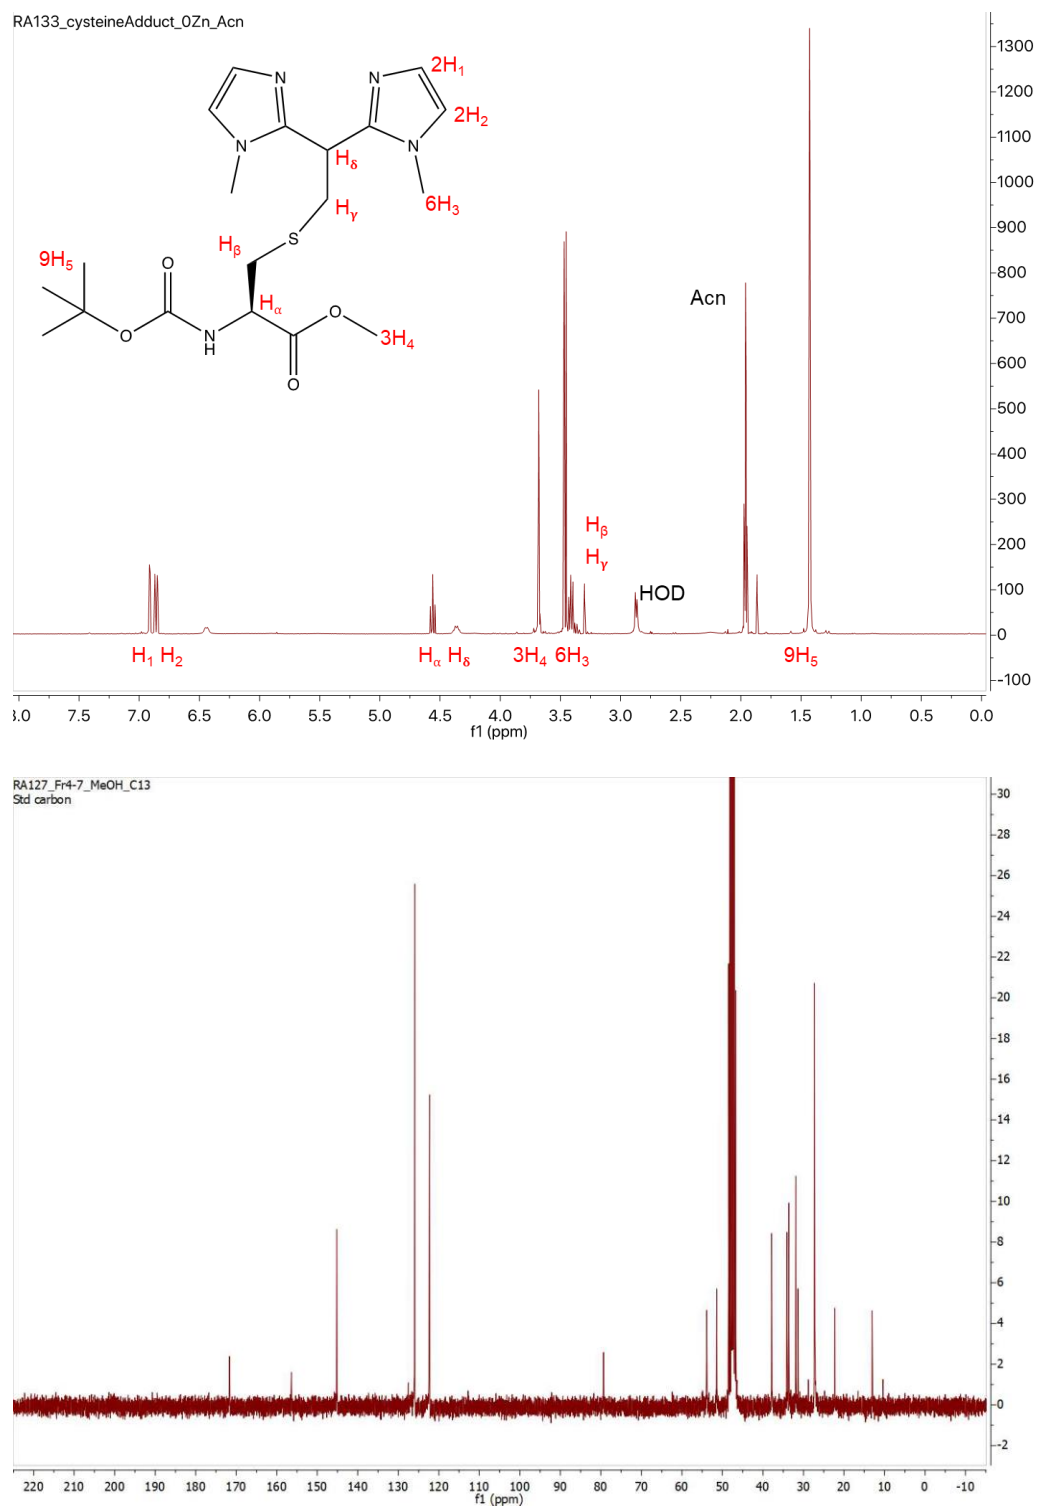 RA133_cysteineAdduct_0Zn_Acn
N N 2H₁
2H₂
N N
Hδ
6H₃
Hγ
S
Hβ
9H₅ O
Hα
O
O N 3H₄
H
O
Acn
Hβ
Hγ
HOD
H₁ H₂ Hα Hδ 3H₄ 6H₃ 9H₅
1300
1200
1100
1000
900
800
700
600
500
400
300
200
100
0
-100
3.0 7.5 7.0 6.5 6.0 5.5 5.0 4.5 4.0 3.5 3.0 2.5 2.0 1.5 1.0 0.5 0.0
f1 (ppm)
RA127_Fr4-7_MeOH_C13
Std carbon
30
28
26
24
22
20
18
16
14
12
10
8
6
4
2
0
-2
220 210 200 190 180 170 160 150 140 130 120 110 100 90 80 70 60 50 40 30 20 10 0 -10
f1 (ppm)